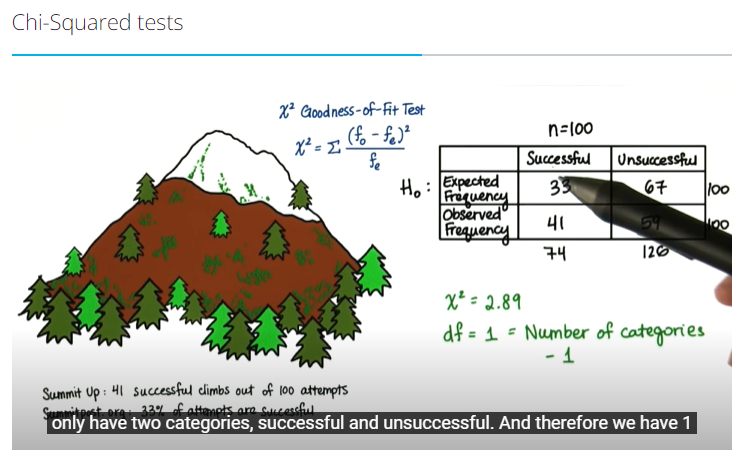 Chi-Squared tests
χ² Goodness-of-Fit Test
χ² = Σ (fₒ - fₑ)² / fₑ
n=100
Successful Unsuccessful
H₀ : Expected Frequency 33 67 100
Observed Frequency 41 59 100
74 126
χ² = 2.89
df = 1 = Number of categories
- 1
Summit Up : 41 successful climbs out of 100 attempts
Summitpost.org : 33% of attempts are successful
only have two categories, successful and unsuccessful. And therefore we have 1